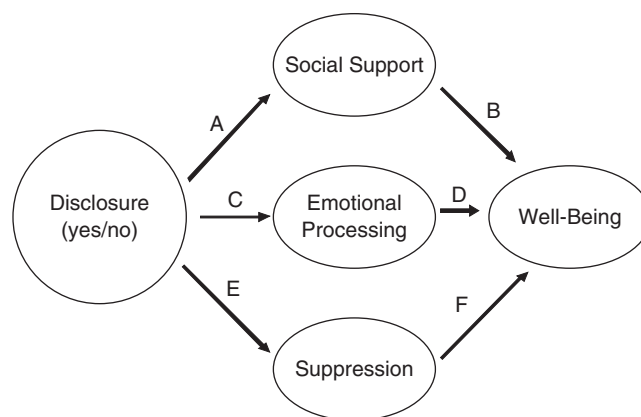 Social Support
A
B
Disclosure
(yes/no)
C
Emotional
Processing
D
Well-Being
E
F
Suppression